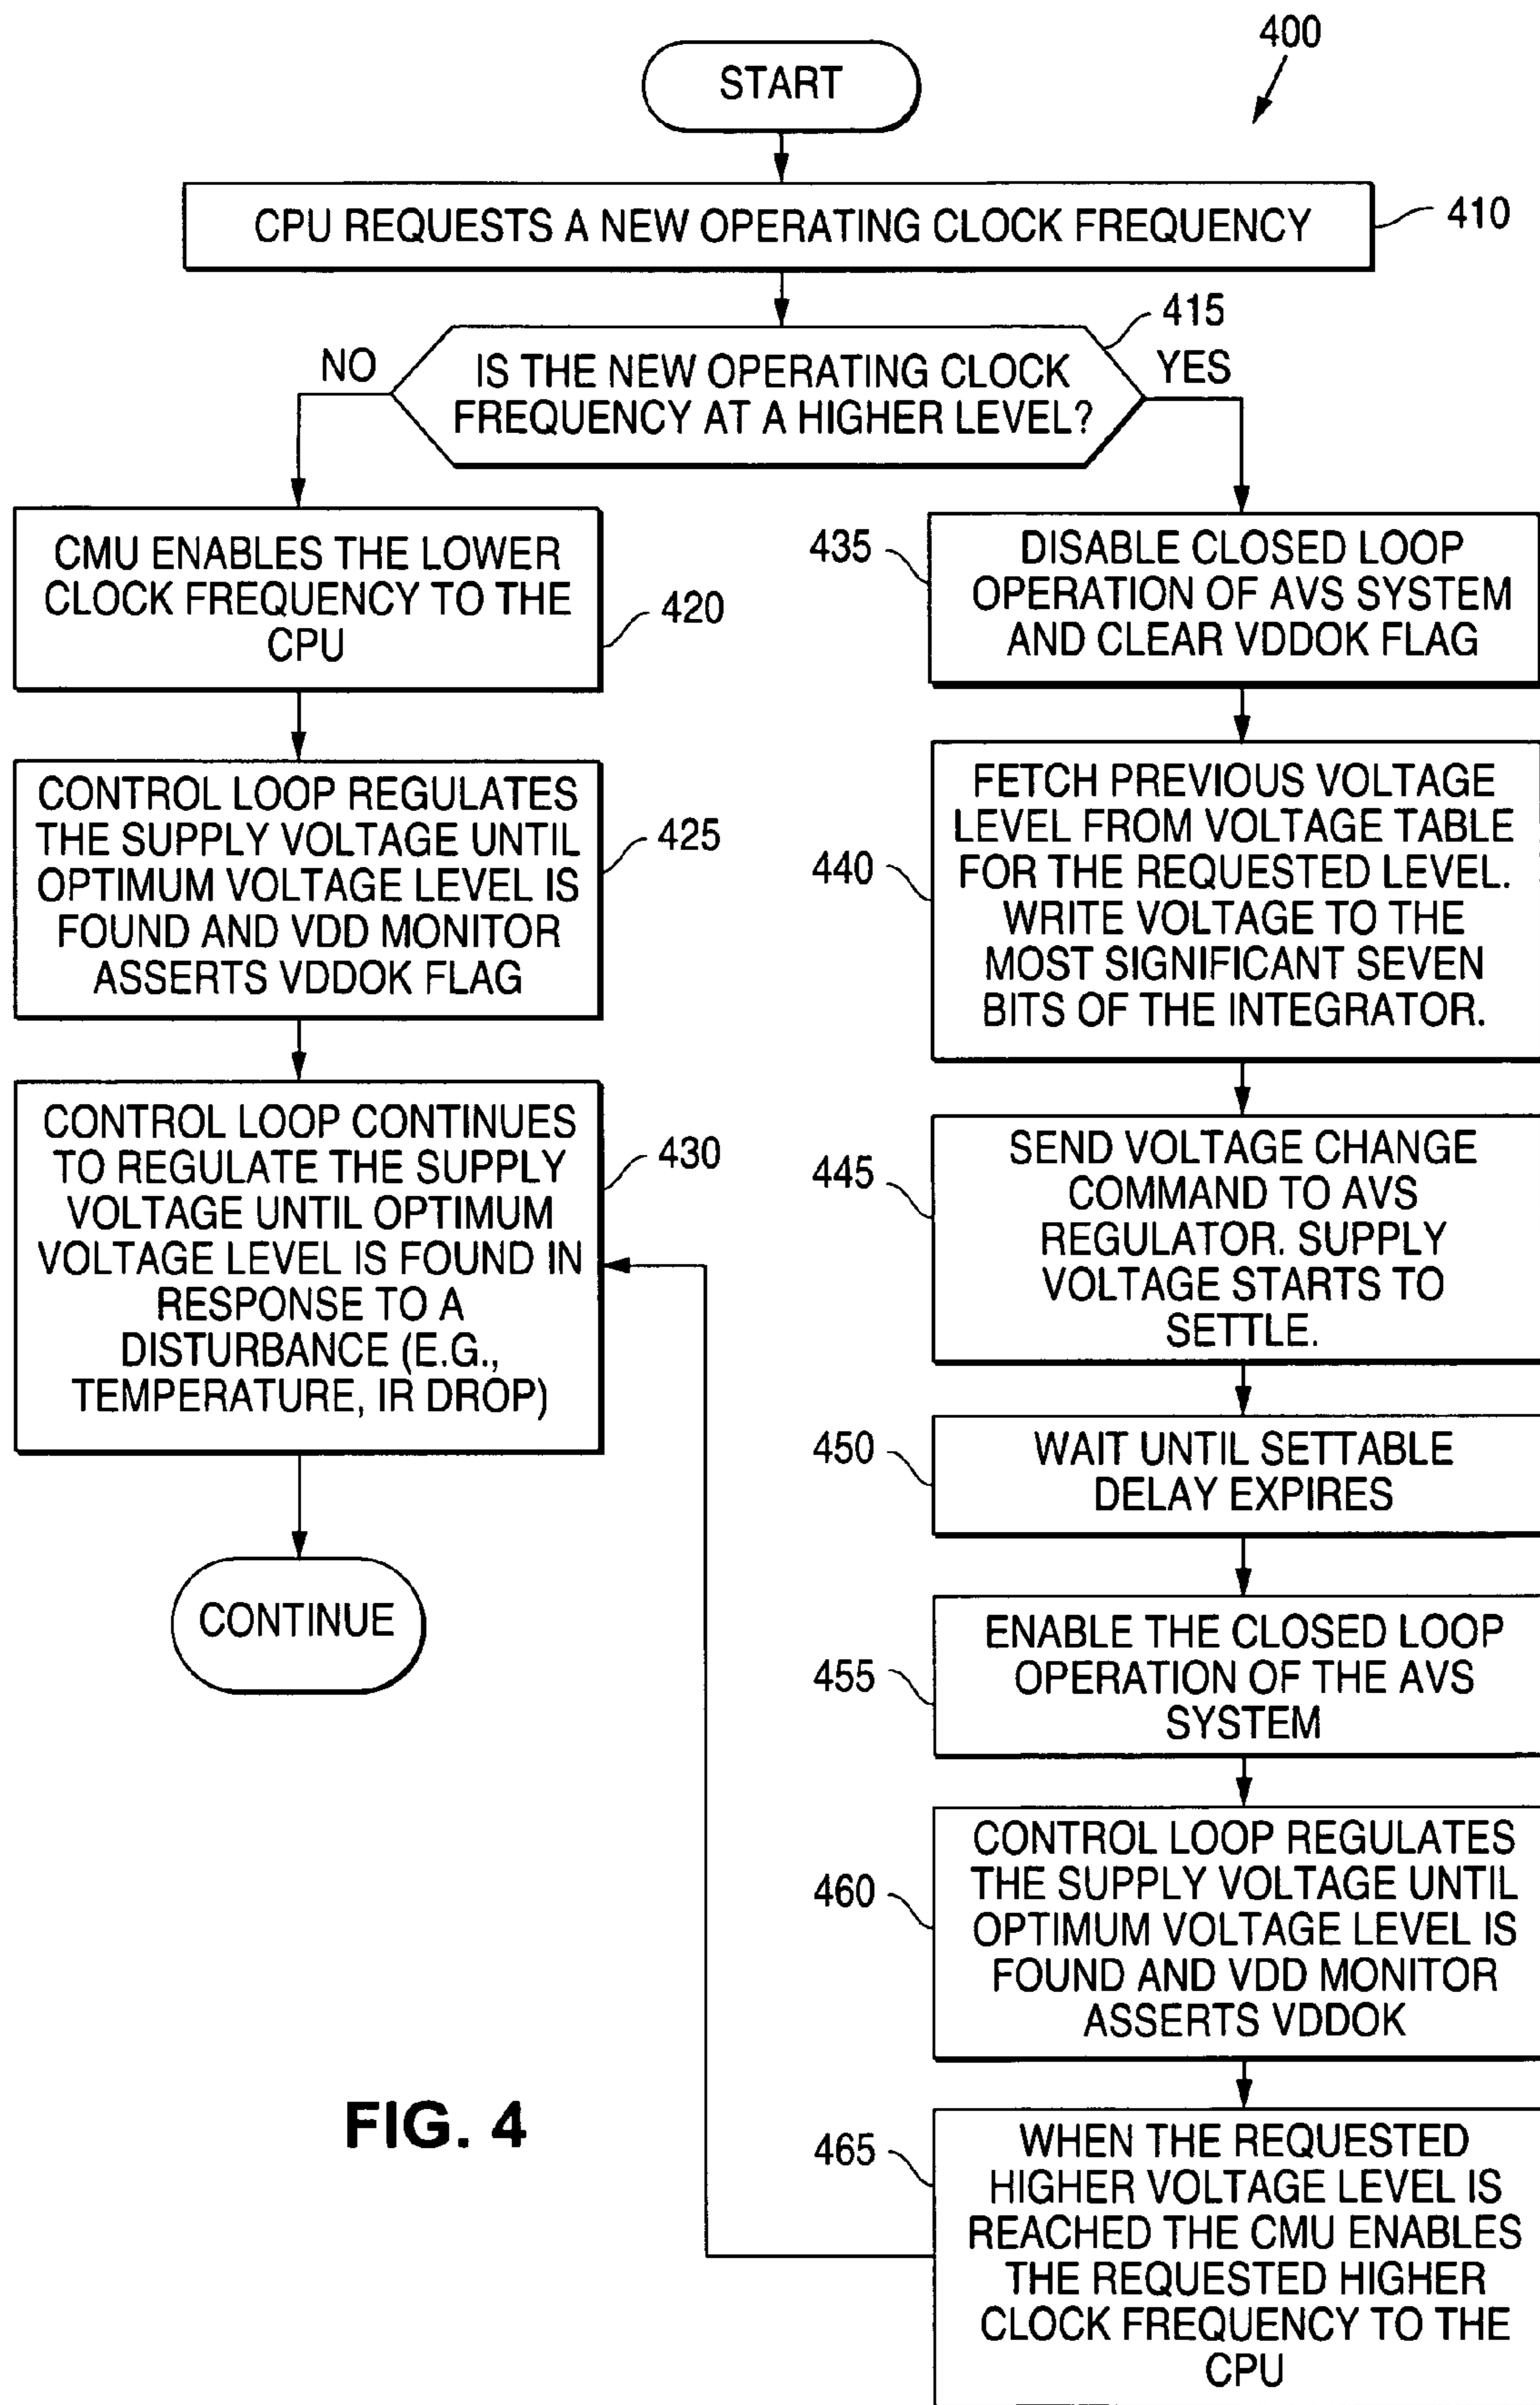 400
START
CPU REQUESTS A NEW OPERATING CLOCK FREQUENCY
410
415
NO
IS THE NEW OPERATING CLOCK
FREQUENCY AT A HIGHER LEVEL?
YES
CMU ENABLES THE LOWER
CLOCK FREQUENCY TO THE
CPU
420
CONTROL LOOP REGULATES
THE SUPPLY VOLTAGE UNTIL
OPTIMUM VOLTAGE LEVEL IS
FOUND AND VDD MONITOR
ASSERTS VDDOK FLAG
425
CONTROL LOOP CONTINUES
TO REGULATE THE SUPPLY
VOLTAGE UNTIL OPTIMUM
VOLTAGE LEVEL IS FOUND IN
RESPONSE TO A
DISTURBANCE (E.G.,
TEMPERATURE, IR DROP)
430
CONTINUE
435
DISABLE CLOSED LOOP
OPERATION OF AVS SYSTEM
AND CLEAR VDDOK FLAG
440
FETCH PREVIOUS VOLTAGE
LEVEL FROM VOLTAGE TABLE
FOR THE REQUESTED LEVEL.
WRITE VOLTAGE TO THE
MOST SIGNIFICANT SEVEN
BITS OF THE INTEGRATOR.
445
SEND VOLTAGE CHANGE
COMMAND TO AVS
REGULATOR. SUPPLY
VOLTAGE STARTS TO
SETTLE.
450
WAIT UNTIL SETTABLE
DELAY EXPIRES
455
ENABLE THE CLOSED LOOP
OPERATION OF THE AVS
SYSTEM
460
CONTROL LOOP REGULATES
THE SUPPLY VOLTAGE UNTIL
OPTIMUM VOLTAGE LEVEL IS
FOUND AND VDD MONITOR
ASSERTS VDDOK
465
WHEN THE REQUESTED
HIGHER VOLTAGE LEVEL IS
REACHED THE CMU ENABLES
THE REQUESTED HIGHER
CLOCK FREQUENCY TO THE
CPU
FIG. 4